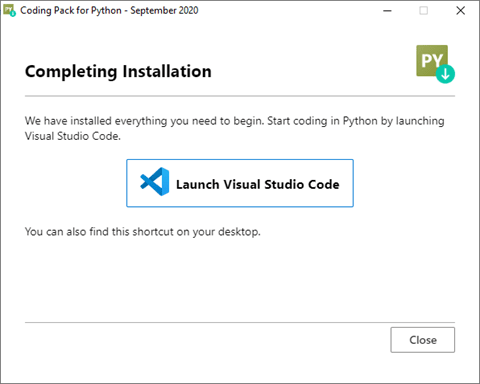 Coding Pack for Python - September 2020
PY
Completing Installation
We have installed everything you need to begin. Start coding in Python by launching
Visual Studio Code.
Launch Visual Studio Code
You can also find this shortcut on your desktop.
Close